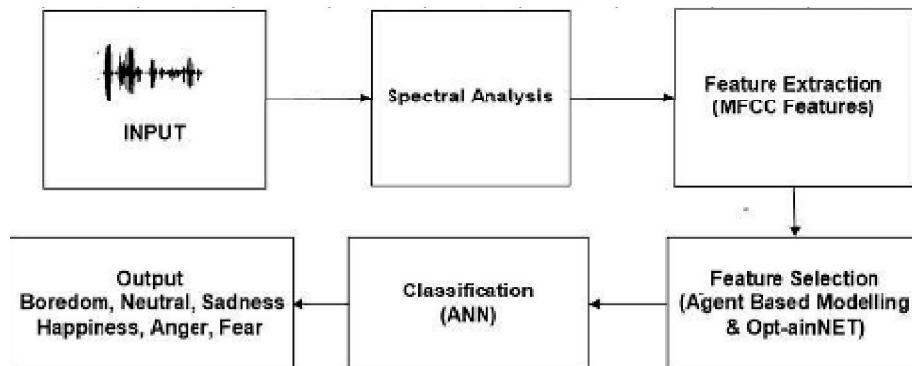 INPUT
Spectral Analysis
Feature Extraction
(MFCC Features)
Output
Boredom, Neutral, Sadness
Happiness, Anger, Fear
Classification
(ANN)
Feature Selection
(Agent Based Modelling
& Opt-ainNET)